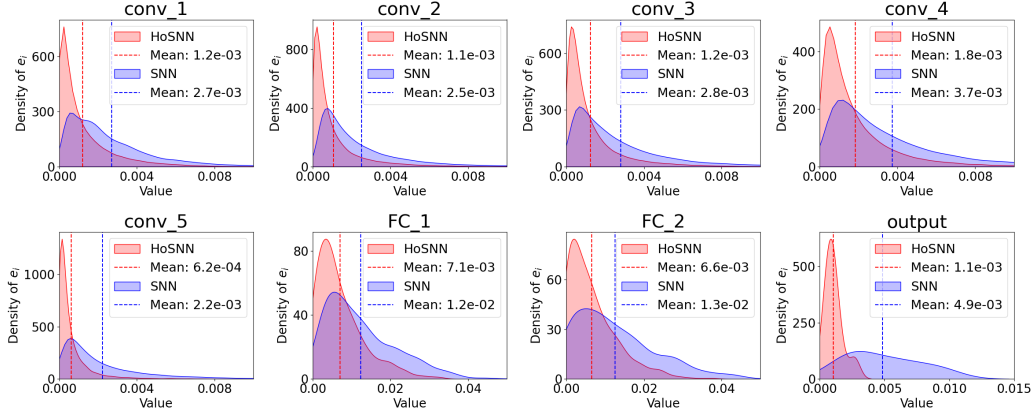 conv_1
Density of e_i
600
300
0
0.000
0.004
0.008
Value
HoSNN
Mean: 1.2e-03
SNN
Mean: 2.7e-03
conv_2
Density of e_i
800
400
0
0.000
0.004
0.008
Value
HoSNN
Mean: 1.1e-03
SNN
Mean: 2.5e-03
conv_3
Density of e_i
600
300
0
0.000
0.004
0.008
Value
HoSNN
Mean: 1.2e-03
SNN
Mean: 2.8e-03
conv_4
Density of e_i
400
200
0
0.000
0.004
0.008
Value
HoSNN
Mean: 1.8e-03
SNN
Mean: 3.7e-03
conv_5
Density of e_i
1000
500
0
0.000
0.004
0.008
Value
HoSNN
Mean: 6.2e-04
SNN
Mean: 2.2e-03
FC_1
Density of e_i
80
40
0
0.00
0.02
0.04
Value
HoSNN
Mean: 7.1e-03
SNN
Mean: 1.2e-02
FC_2
Density of e_i
60
30
0
0.00
0.02
0.04
Value
HoSNN
Mean: 6.6e-03
SNN
Mean: 1.3e-02
output
Density of e_i
500
250
0
0.000
0.005
0.010
0.015
Value
HoSNN
Mean: 1.1e-03
SNN
Mean: 4.9e-03